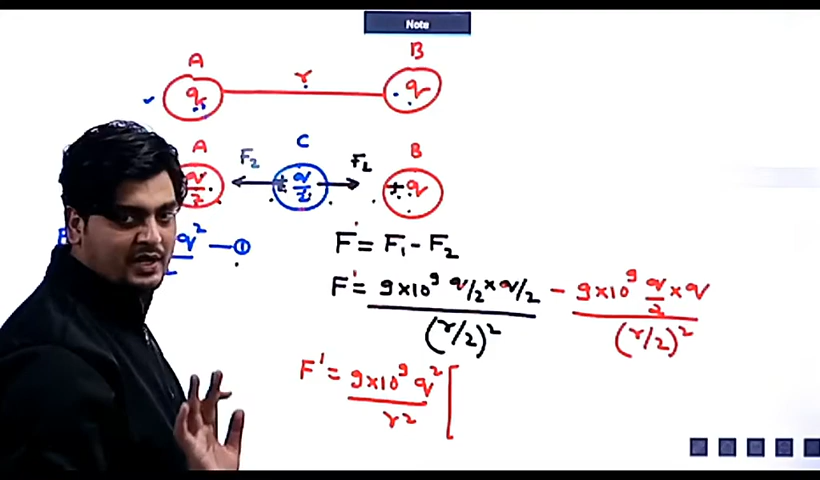 Note
A B
q r q
A C B
q/2 F2 + q/2 F2 + q
q² — ①
F' = F1 - F2
F' = 9×10⁹ q/2 × q/2 / (r/2)² - 9×10⁹ q/2 × q / (r/2)²
F' = 9×10⁹ q² / r² [